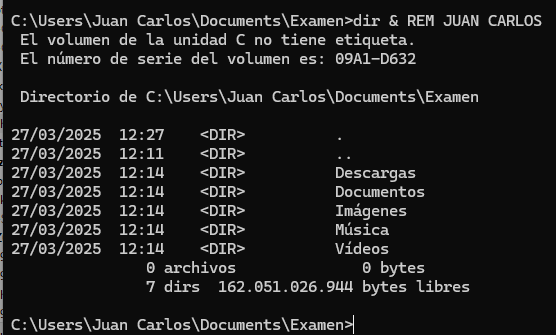 C:\Users\Juan Carlos\Documents\Examen>dir & REM JUAN CARLOS
El volumen de la unidad C no tiene etiqueta.
El número de serie del volumen es: 09A1-D632
Directorio de C:\Users\Juan Carlos\Documents\Examen
27/03/2025  12:27    <DIR>          .
27/03/2025  12:11    <DIR>          ..
27/03/2025  12:14    <DIR>          Descargas
27/03/2025  12:14    <DIR>          Documentos
27/03/2025  12:14    <DIR>          Imágenes
27/03/2025  12:14    <DIR>          Música
27/03/2025  12:14    <DIR>          Vídeos
0 archivos              0 bytes
7 dirs  162.051.026.944 bytes libres
C:\Users\Juan Carlos\Documents\Examen>